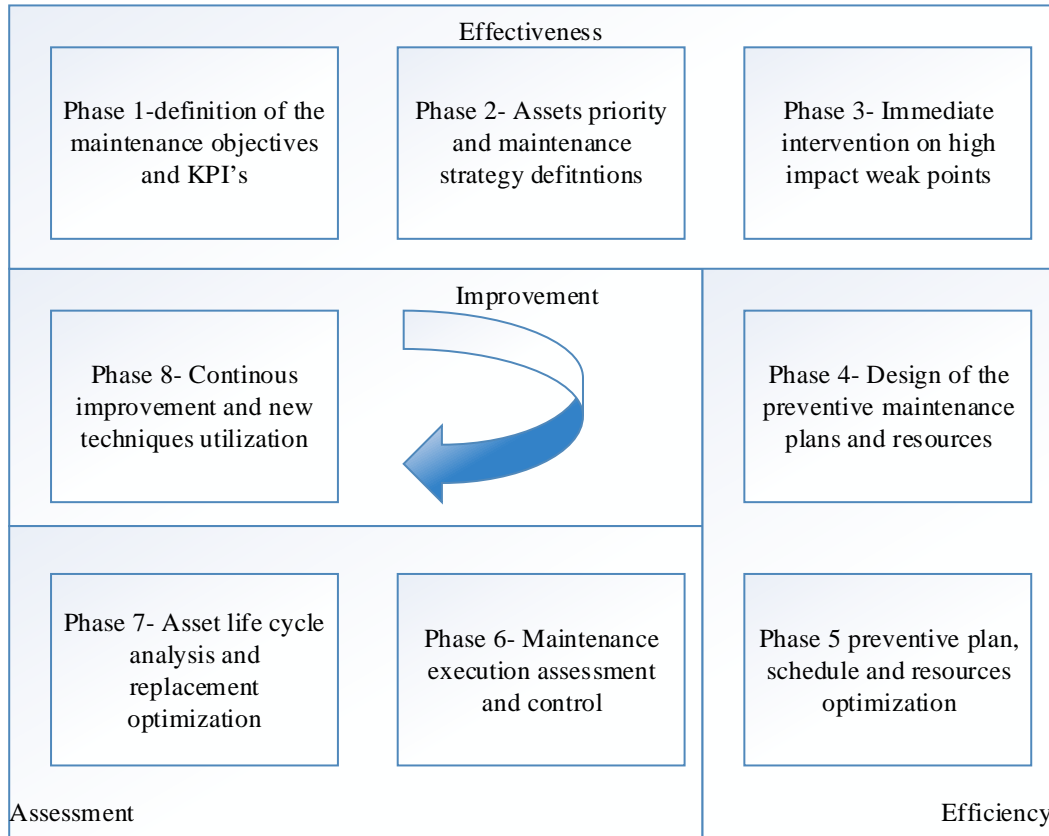 Effectiveness
Phase 1-definition of the
maintenance objectives
and KPI's
Phase 2- Assets priority
and maintenance
strategy defitntions
Phase 3- Immediate
intervention on high
impact weak points
Improvement
Phase 8- Continous
improvement and new
techniques utilization
Phase 4- Design of the
preventive maintenance
plans and resources
Phase 7- Asset life cycle
analysis and
replacement
optimization
Phase 6- Maintenance
execution assessment
and control
Phase 5 preventive plan,
schedule and resources
optimization
Assessment
Efficiency